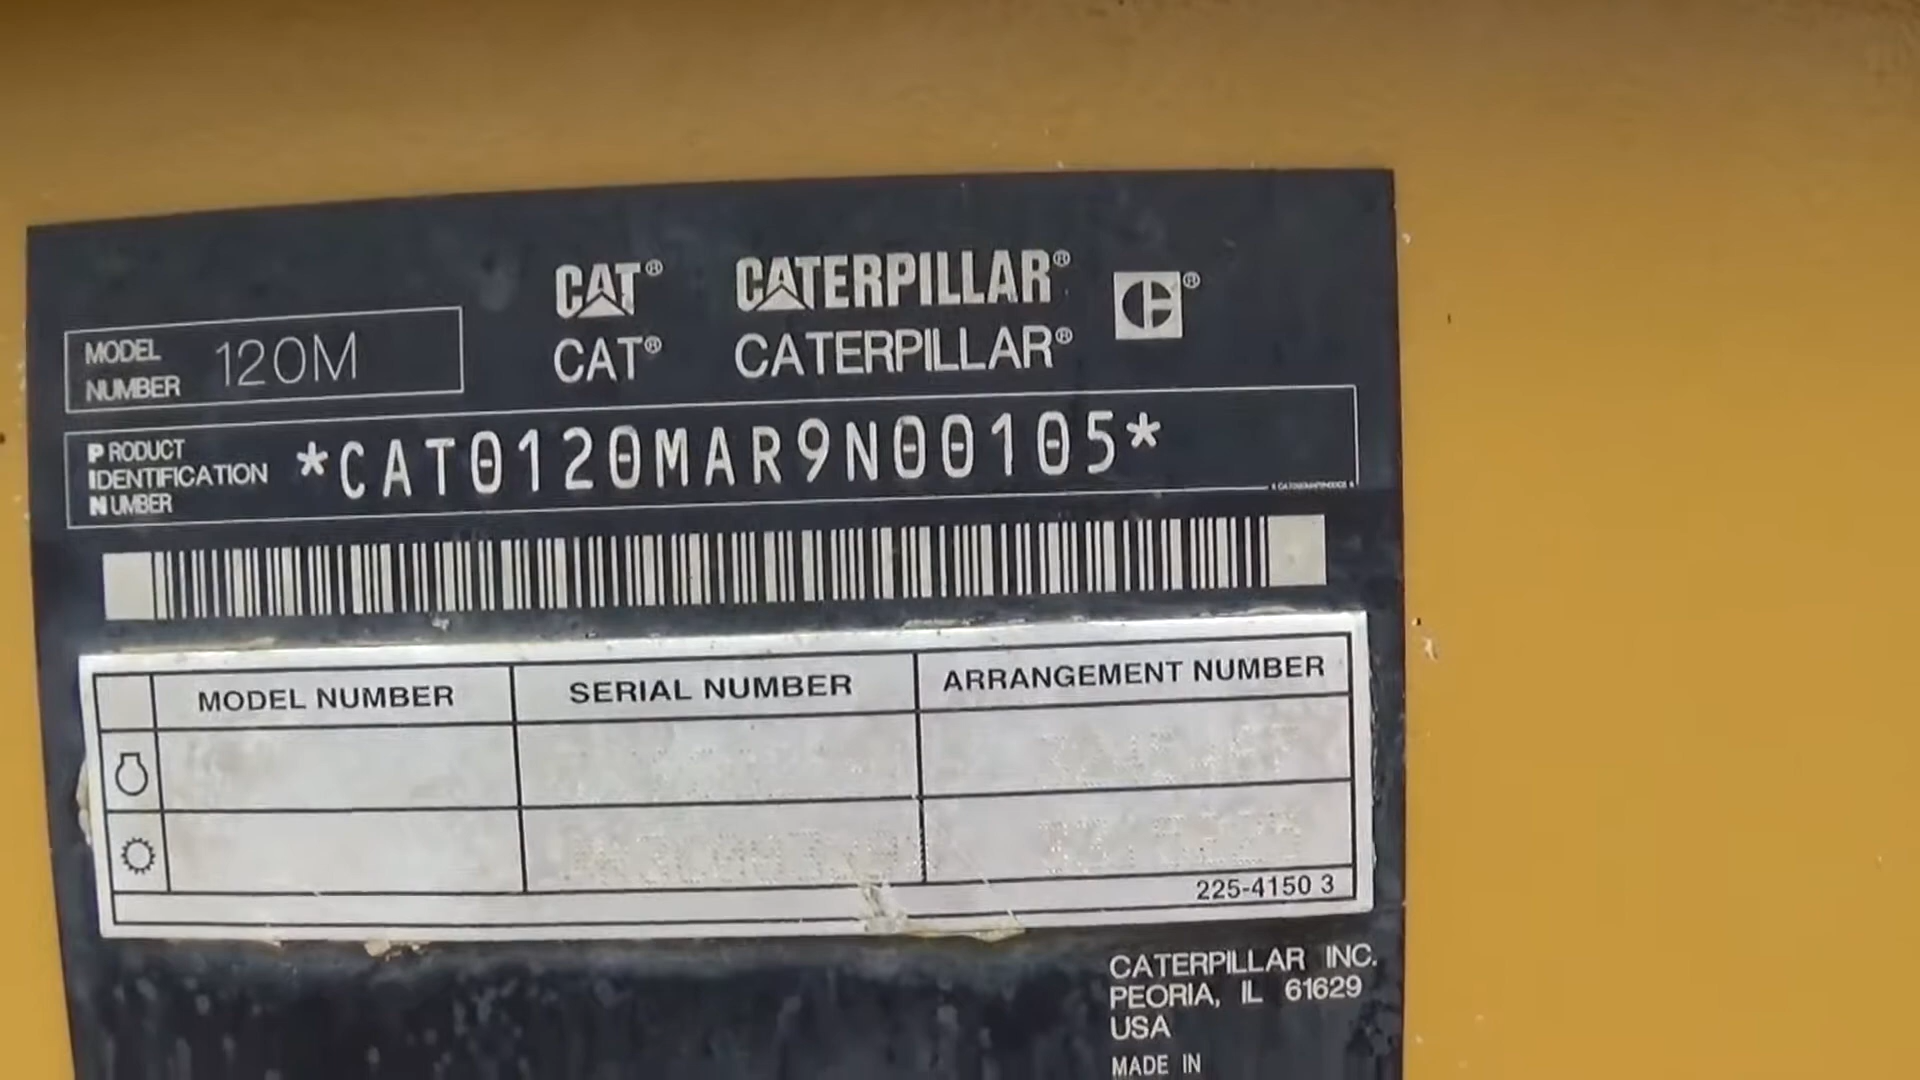 CAT® CATERPILLAR® ®
CAT® CATERPILLAR®
MODEL NUMBER 120M
PRODUCT IDENTIFICATION NUMBER *CAT0120MAR9N00105*
MODEL NUMBER SERIAL NUMBER ARRANGEMENT NUMBER
225-4150 3
CATERPILLAR INC.
PEORIA, IL 61629
USA
MADE IN